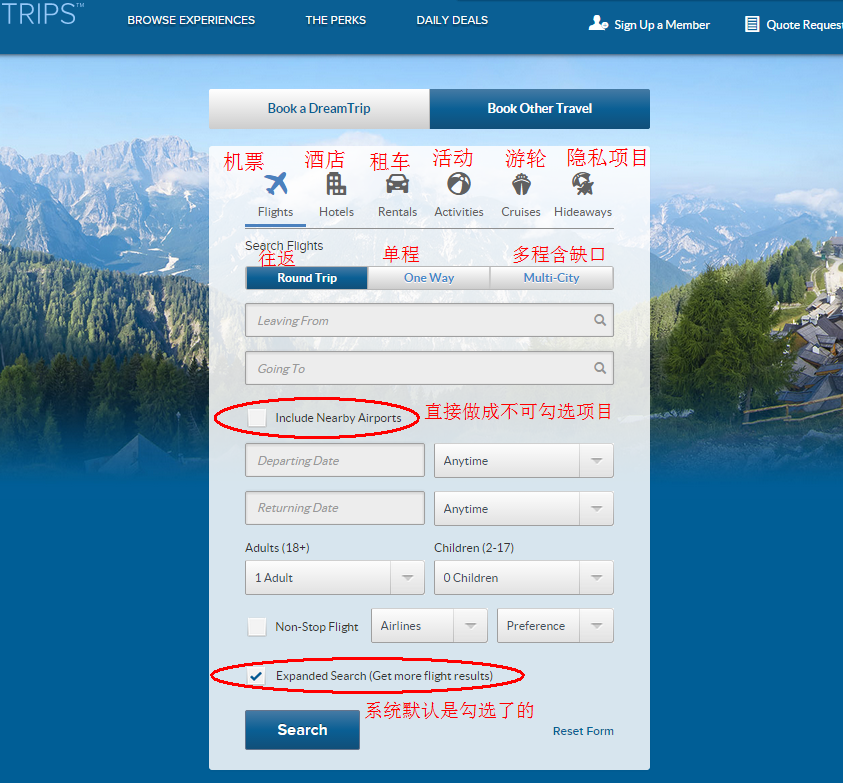 TRIPS™ BROWSE EXPERIENCES THE PERKS DAILY DEALS Sign Up a Member Quote Request
Book a DreamTrip Book Other Travel
机票 酒店 租车 活动 游轮 隐私项目
Flights Hotels Rentals Activities Cruises Hideaways
Search Flights
往返 单程 多程含缺口
Round Trip One Way Multi-City
Leaving From
Going To
Include Nearby Airports 直接做成不可勾选项目
Departing Date Anytime
Returning Date Anytime
Adults (18+) Children (2-17)
1 Adult 0 Children
Non-Stop Flight Airlines Preference
Expanded Search (Get more flight results)
系统默认是勾选了的
Search Reset Form